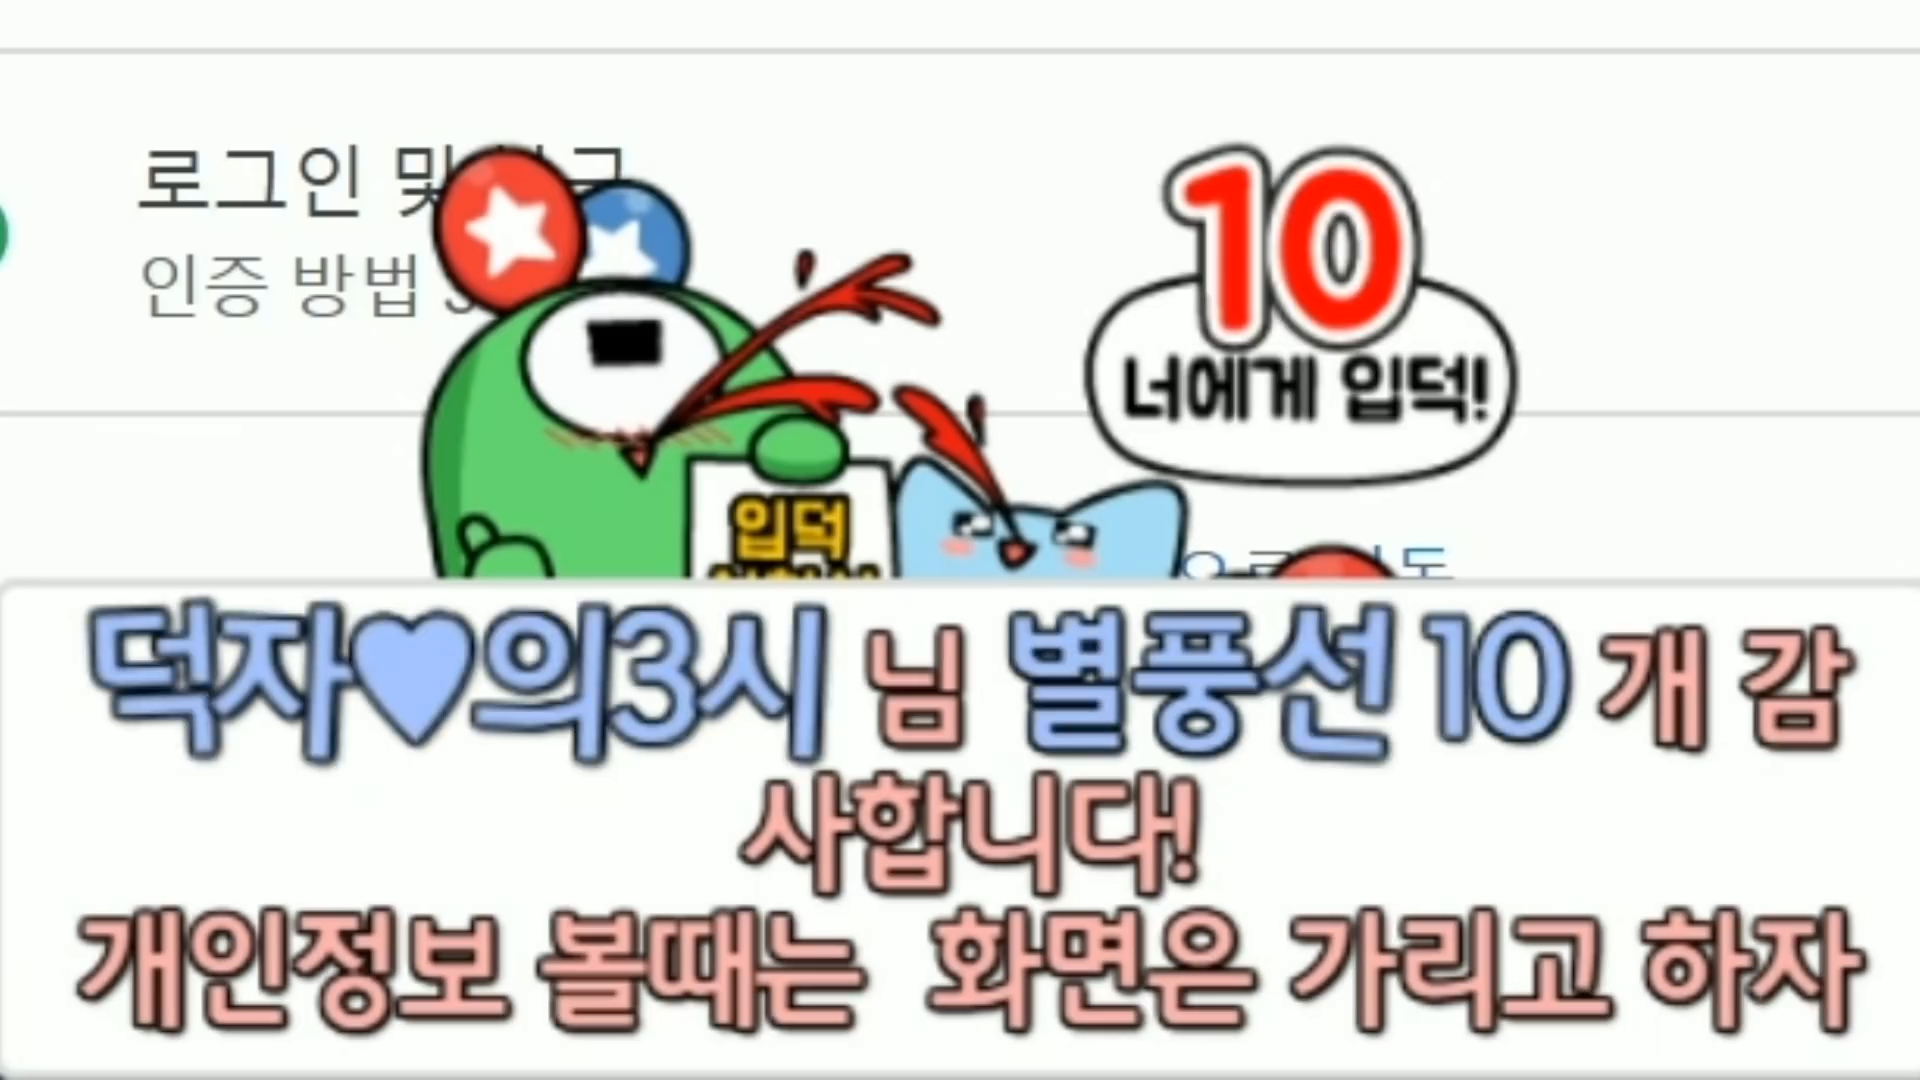 로그인 및
인증 방법
10
너에게 입덕!
입덕
덕자♥의3시 님 별풍선 10 개 감
사합니다!
개인정보 볼때는 화면은 가리고 하자